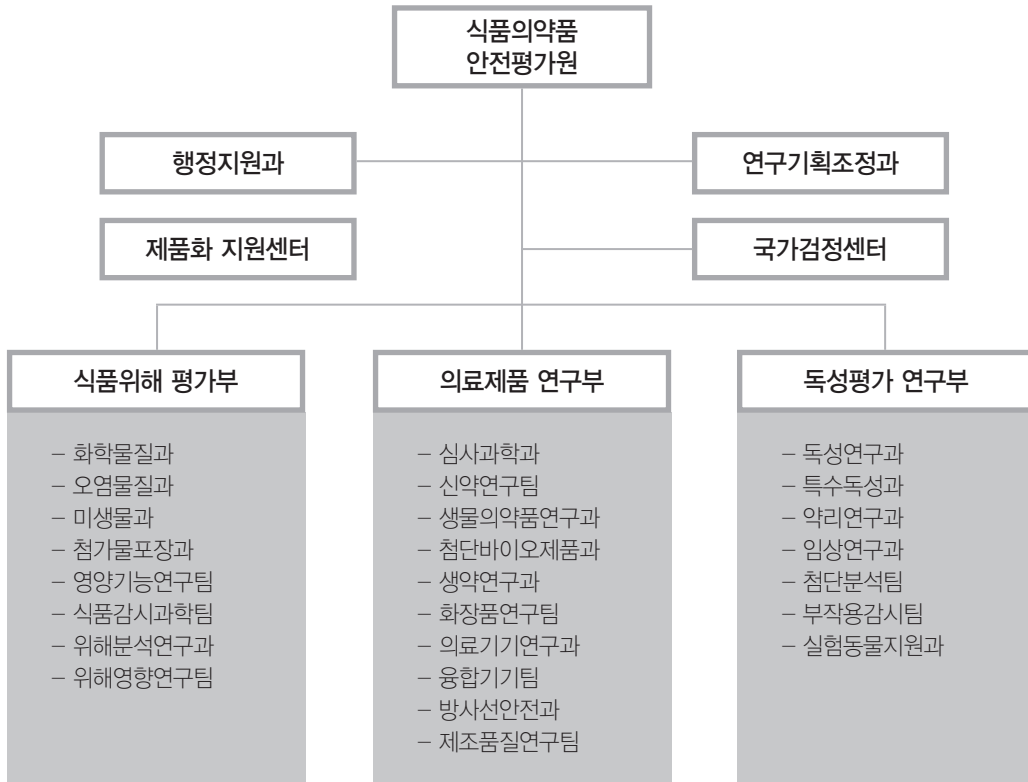 식품의약품
안전평가원
행정지원과
연구기획조정과
제품화 지원센터
국가검정센터
식품위해 평가부
– 화학물질과
– 오염물질과
– 미생물과
– 첨가물포장과
– 영양기능연구팀
– 식품감시과학팀
– 위해분석연구과
– 위해영향연구팀
의료제품 연구부
– 심사과학과
– 신약연구팀
– 생물의약품연구과
– 첨단바이오제품과
– 생약연구과
– 화장품연구팀
– 의료기기연구과
– 융합기기팀
– 방사선안전과
– 제조품질연구팀
독성평가 연구부
– 독성연구과
– 특수독성과
– 약리연구과
– 임상연구과
– 첨단분석팀
– 부작용감시팀
– 실험동물지원과